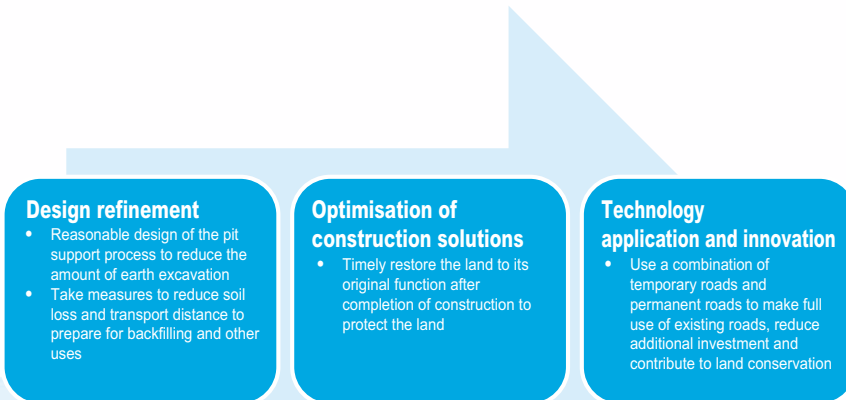 Design refinement
• Reasonable design of the pit
support process to reduce the
amount of earth excavation
• Take measures to reduce soil
loss and transport distance to
prepare for backfilling and other
uses
Optimisation of
construction solutions
• Timely restore the land to its
original function after
completion of construction to
protect the land
Technology
application and innovation
• Use a combination of
temporary roads and
permanent roads to make full
use of existing roads, reduce
additional investment and
contribute to land conservation